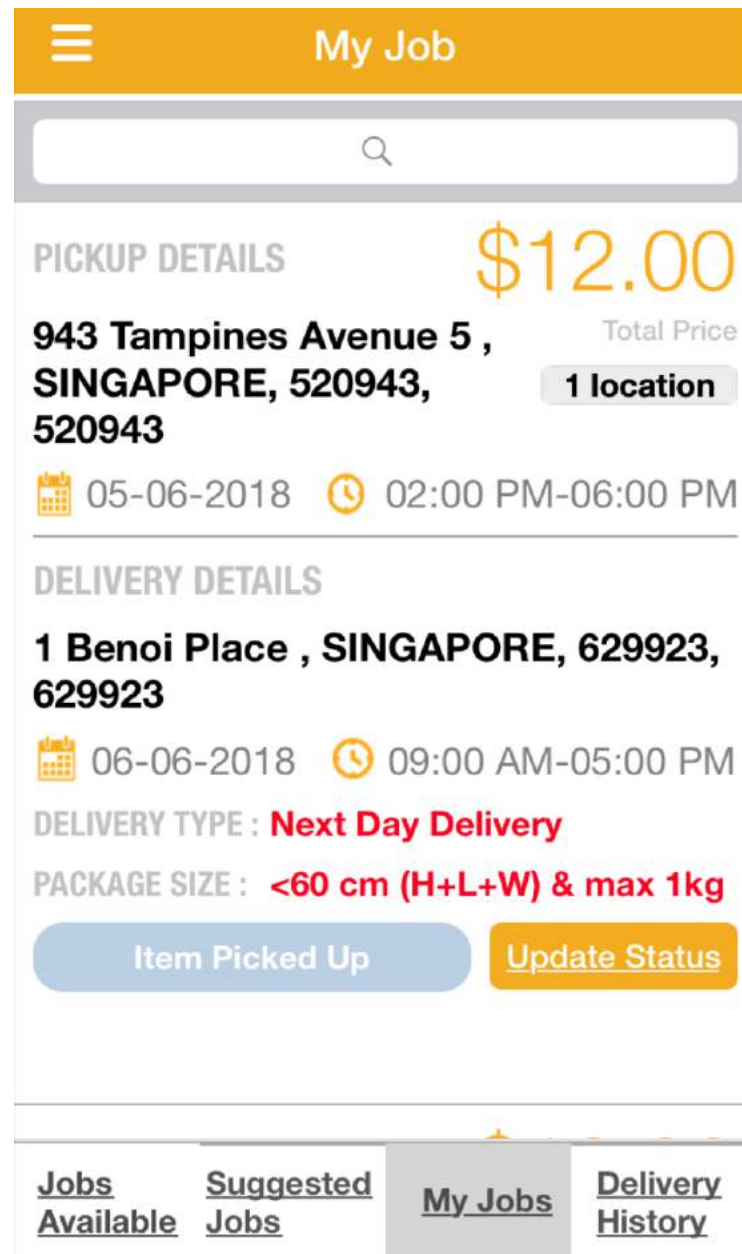 My Job
PICKUP DETAILS
$12.00
943 Tampines Avenue 5 ,
SINGAPORE, 520943,
520943
Total Price
1 location
05-06-2018
02:00 PM-06:00 PM
DELIVERY DETAILS
1 Benoi Place , SINGAPORE, 629923,
629923
06-06-2018
09:00 AM-05:00 PM
DELIVERY TYPE : Next Day Delivery
PACKAGE SIZE : <60 cm (H+L+W) & max 1kg
Item Picked Up
Update Status
Jobs
Available
Suggested
Jobs
My Jobs
Delivery
History